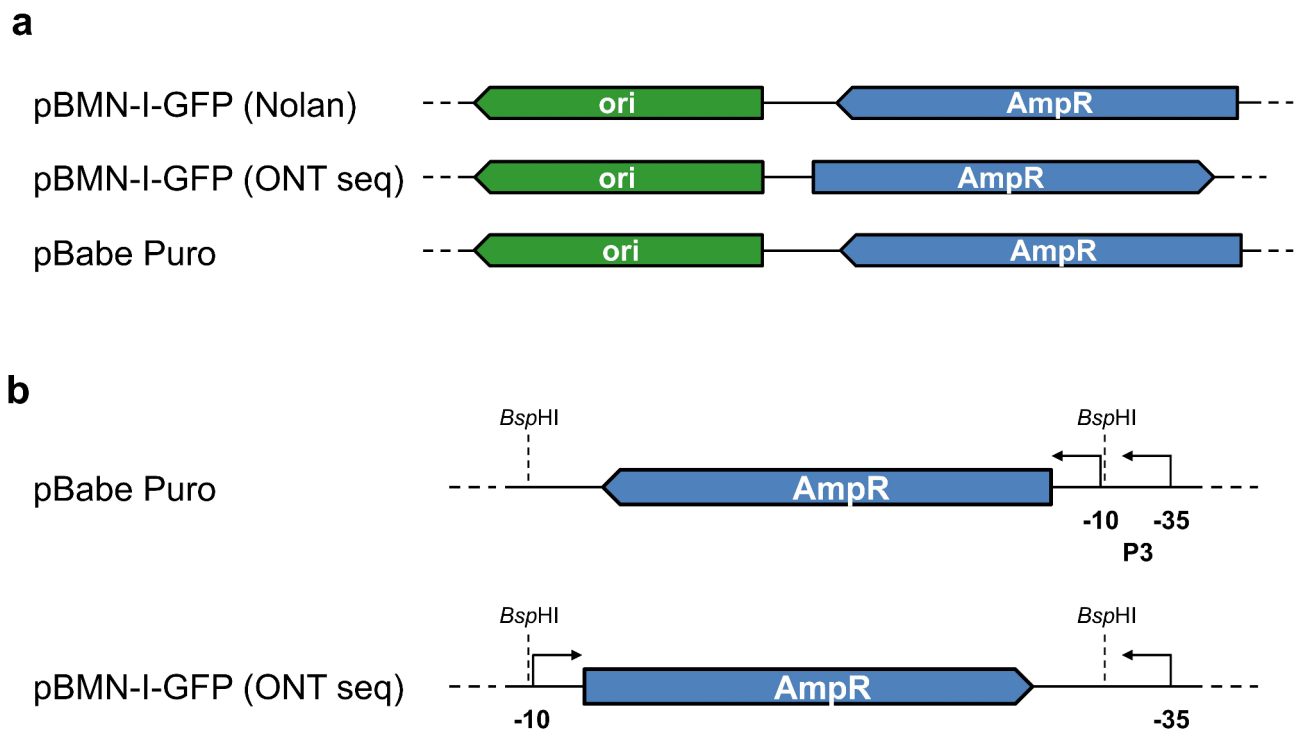 a
pBMN-I-GFP (Nolan) ori AmpR
pBMN-I-GFP (ONT seq) ori AmpR
pBabe Puro ori AmpR
b
BspHI BspHI
pBabe Puro AmpR
-10 -35
P3
BspHI BspHI
pBMN-I-GFP (ONT seq) AmpR
-10 -35